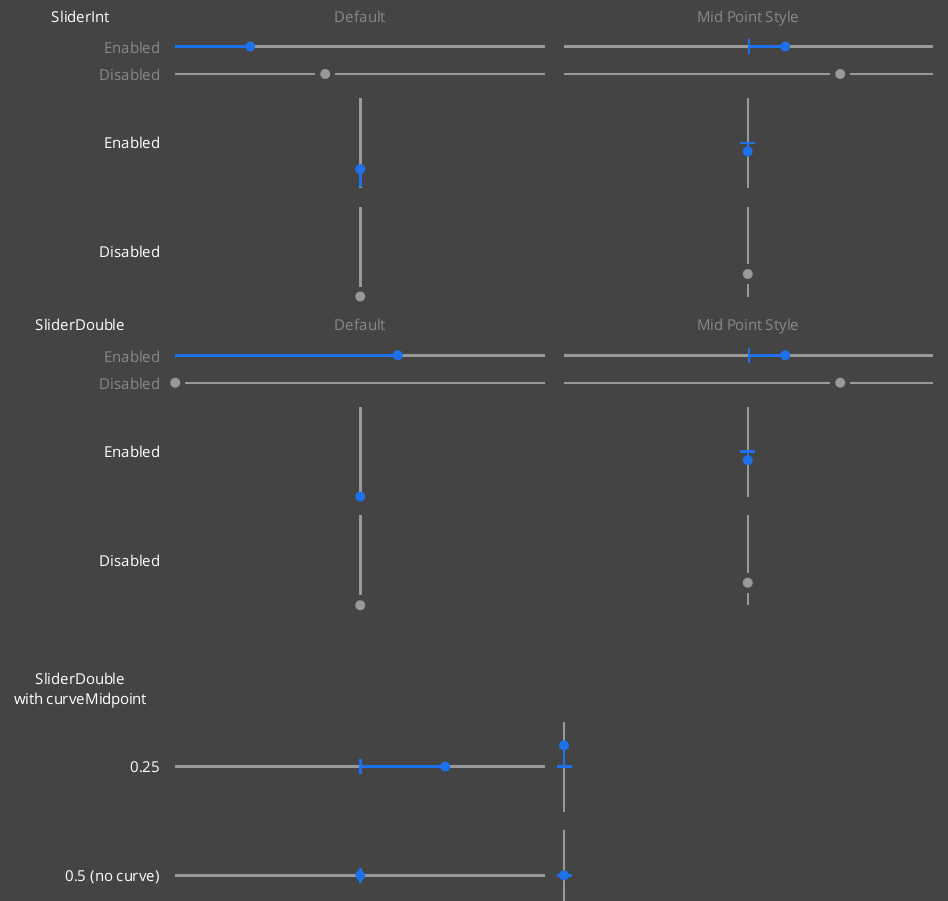 SliderInt Default Mid Point Style
Enabled
Disabled
Enabled
Disabled
SliderDouble Default Mid Point Style
Enabled
Disabled
Enabled
Disabled
SliderDouble
with curveMidpoint
0.25
0.5 (no curve)